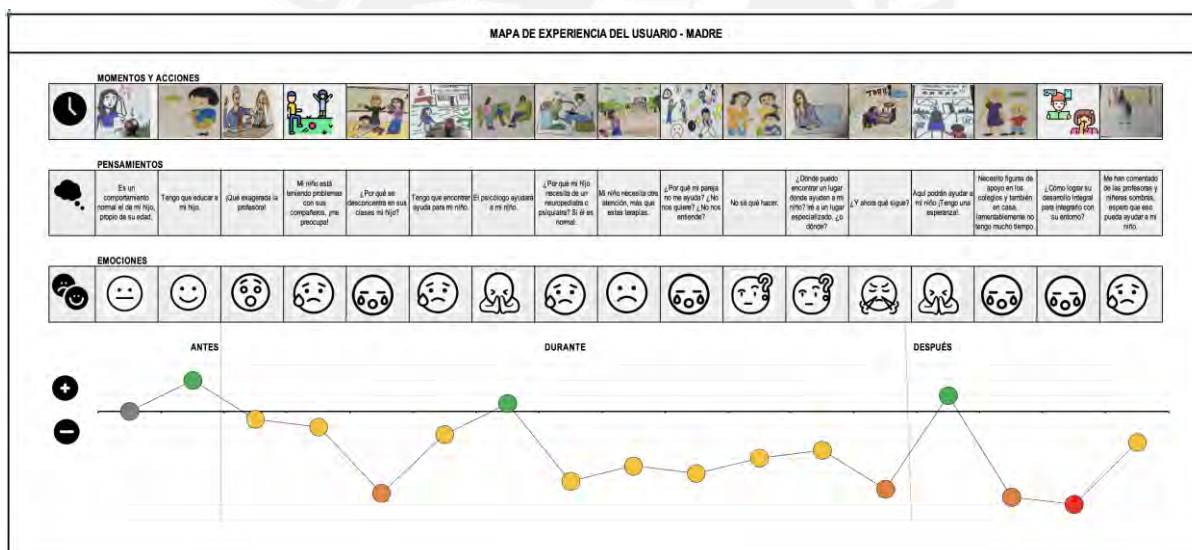 MAPA DE EXPERIENCIA DEL USUARIO - MADRE
MOMENTOS Y ACCIONES
PENSAMIENTOS
Es un
comportamiento
normal el de mi hijo,
propio de su edad.
Tengo que educar a
mi hijo.
¡Qué exagerada la
profesora!
Mi niño está
teniendo problemas
con sus
compañeros, ¡me
preocupa!
¿Por qué se
desconcentra en sus
clases mi hijo?
Tengo que encontrar
ayuda para mi niño.
El psicólogo ayudará
a mi niño.
¿Por qué mi hijo
necesita de un
neuropediatra o
psiquiatra? Si él es
normal.
Mi niño necesita otra
atención, más que
estas terapias.
¿Por qué mi pareja
no me ayuda? ¿No
nos quiere? ¿No nos
entiende?
No sé qué hacer.
¿Dónde puedo
encontrar un lugar
donde ayuden a mi
niño? Iré a un lugar
especializado, ¿a
dónde?
¿Y ahora qué sigue?
Aquí podrán ayudar a
mi niño ¡Tengo una
esperanza!
Necesito figuras de
apoyo en los
colegios y también
en casa,
lamentablemente no
tengo mucho tiempo.
¿Cómo lograr su
desarrollo integral
para integrarlo con
su entorno?
Me han comentado
de las profesoras y
niñeras sombras,
espero que eso
pueda ayudar a mi
niño.
EMOCIONES
ANTES
DURANTE
DESPUÉS